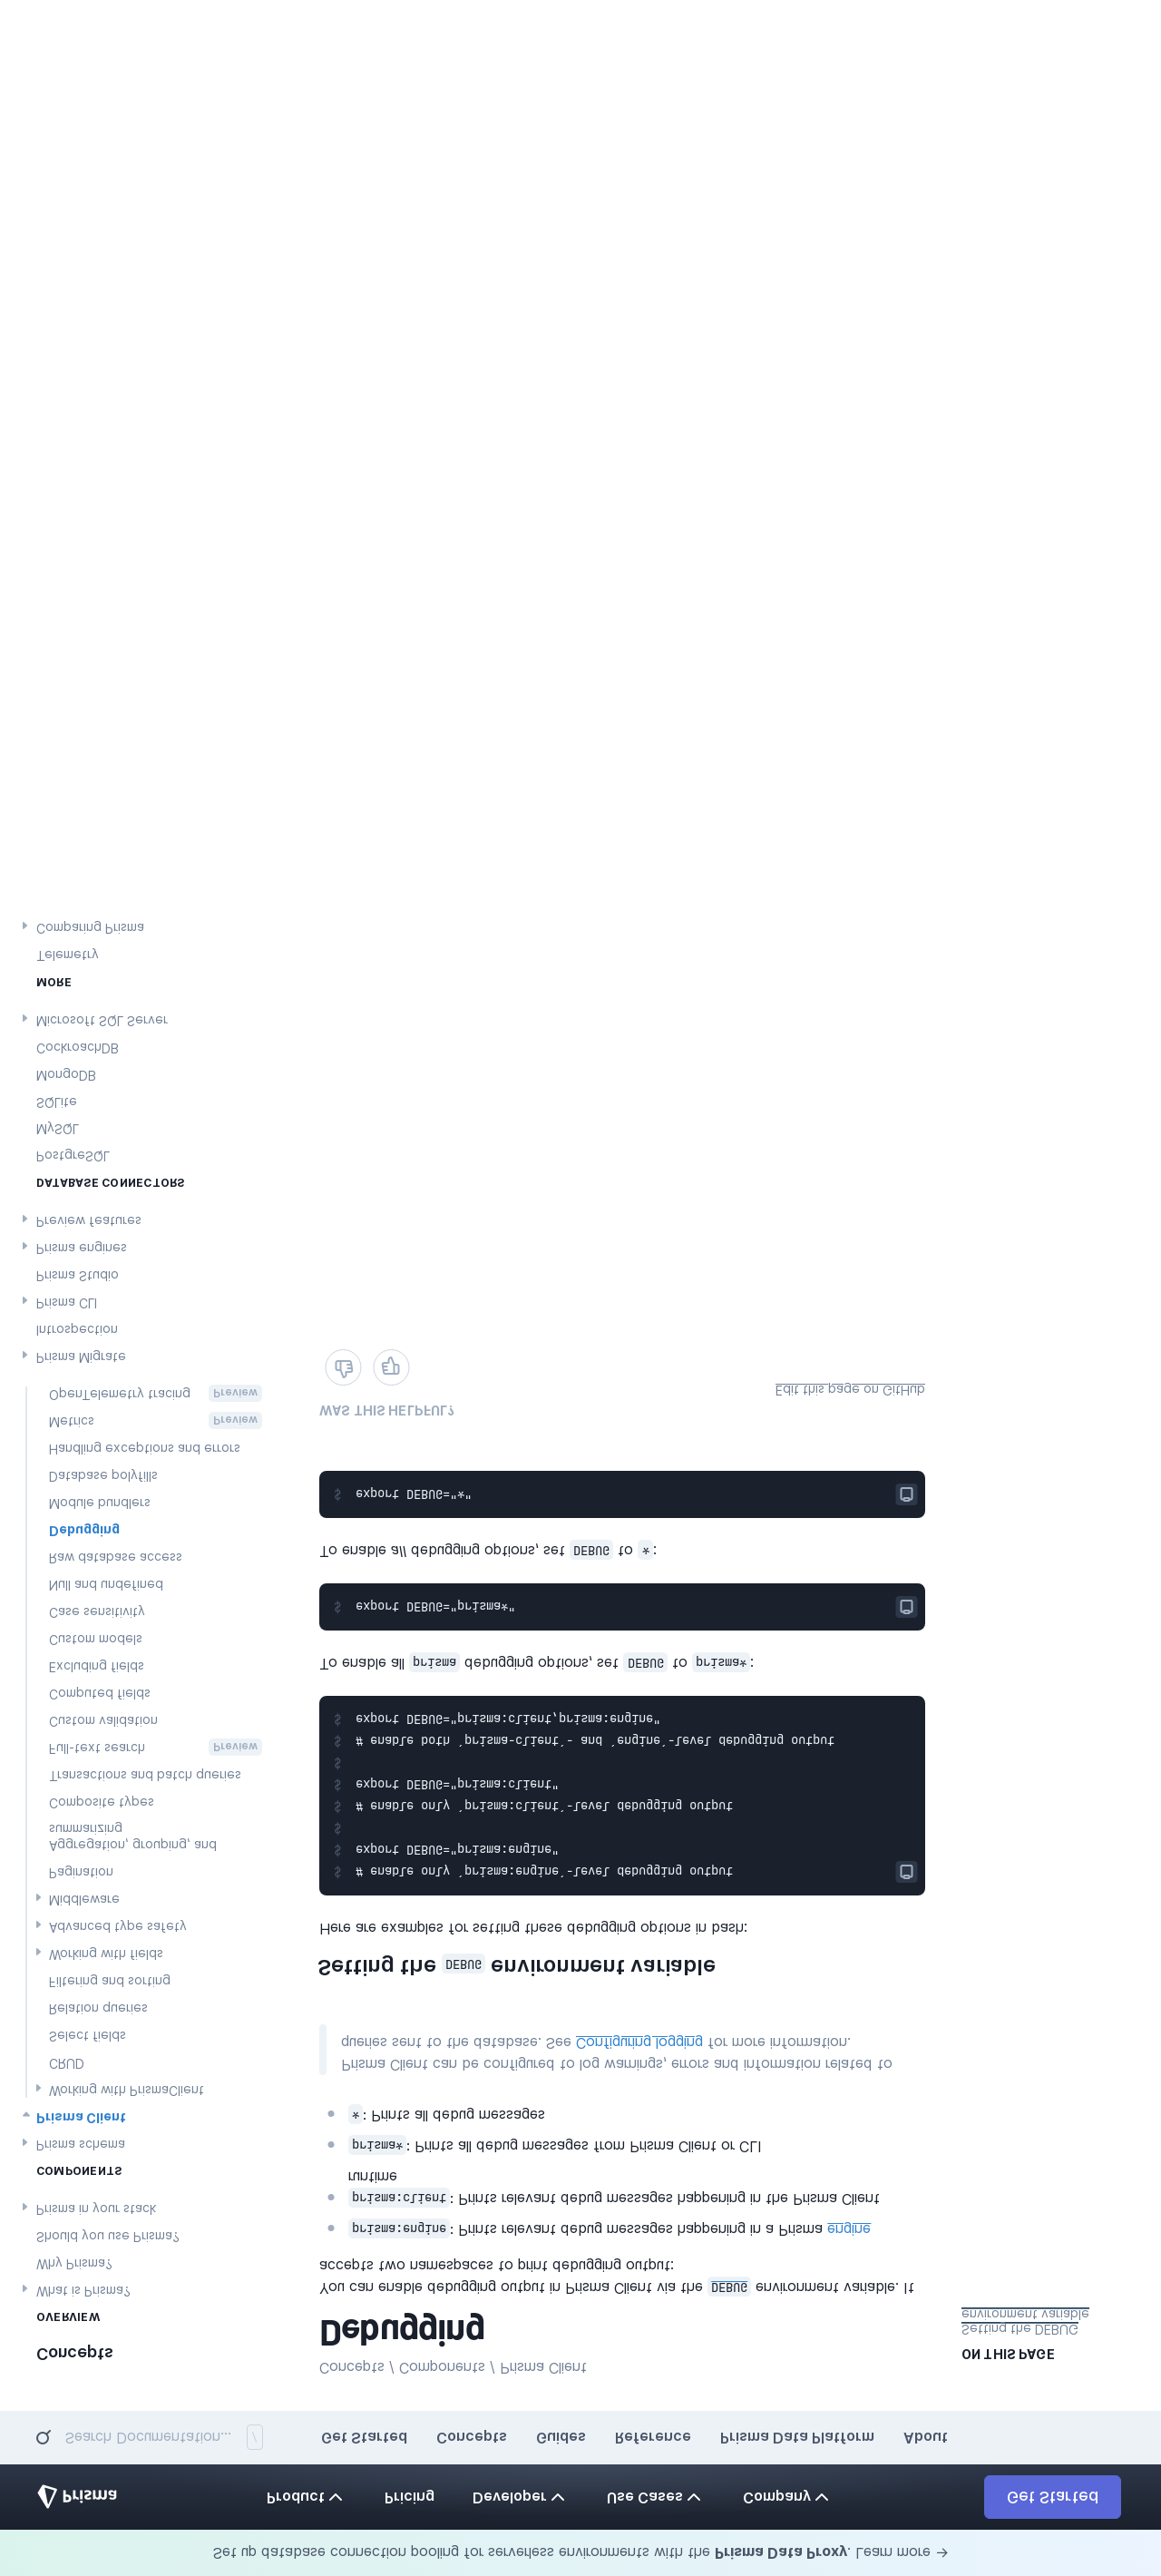 Set up database connection pooling for serverless environments with the Prisma Data Proxy. Learn more →
Prisma
Product
Pricing
Developer
Use Cases
Company
Get Started
Search Documentation... /
Get Started
Concepts
Guides
Reference
Prisma Data Platform
About
Concepts
OVERVIEW
What is Prisma?
Why Prisma?
Should you use Prisma?
Prisma in your stack
COMPONENTS
Prisma schema
Prisma Client
Working with PrismaClient
CRUD
Select fields
Relation queries
Filtering and sorting
Working with fields
Advanced type safety
Middleware
Pagination
Aggregation, grouping, and
summarizing
Composite types
Transactions and batch queries
Full-text search Preview
Custom validation
Computed fields
Excluding fields
Custom models
Case sensitivity
Null and undefined
Raw database access
Debugging
Module bundlers
Database polyfills
Handling exceptions and errors
Metrics Preview
OpenTelemetry tracing Preview
Prisma Migrate
Introspection
Prisma CLI
Prisma Studio
Prisma engines
Preview features
DATABASE CONNECTORS
PostgreSQL
MySQL
SQLite
MongoDB
CockroachDB
Microsoft SQL Server
MORE
Telemetry
Comparing Prisma
Concepts / Components / Prisma Client
Debugging
You can enable debugging output in Prisma Client via the DEBUG environment variable. It
accepts two namespaces to print debugging output:
prisma:engine: Prints relevant debug messages happening in a Prisma engine
prisma:client: Prints relevant debug messages happening in the Prisma Client
runtime
prisma*: Prints all debug messages from Prisma Client or CLI
*: Prints all debug messages
Prisma Client can be configured to log warnings, errors and information related to
queries sent to the database. See Configuring logging for more information.
Setting the DEBUG environment variable
Here are examples for setting these debugging options in bash:
$ # enable only `prisma:engine`-level debugging output
$ export DEBUG="prisma:engine"
$
$ # enable only `prisma:client`-level debugging output
$ export DEBUG="prisma:client"
$
$ # enable both `prisma-client`- and `engine`-level debugging output
$ export DEBUG="prisma:client,prisma:engine"
To enable all prisma debugging options, set DEBUG to prisma*:
$ export DEBUG="prisma*"
To enable all debugging options, set DEBUG to *:
$ export DEBUG="*"
WAS THIS HELPFUL?
Edit this page on GitHub
ON THIS PAGE
Setting the DEBUG
environment variable